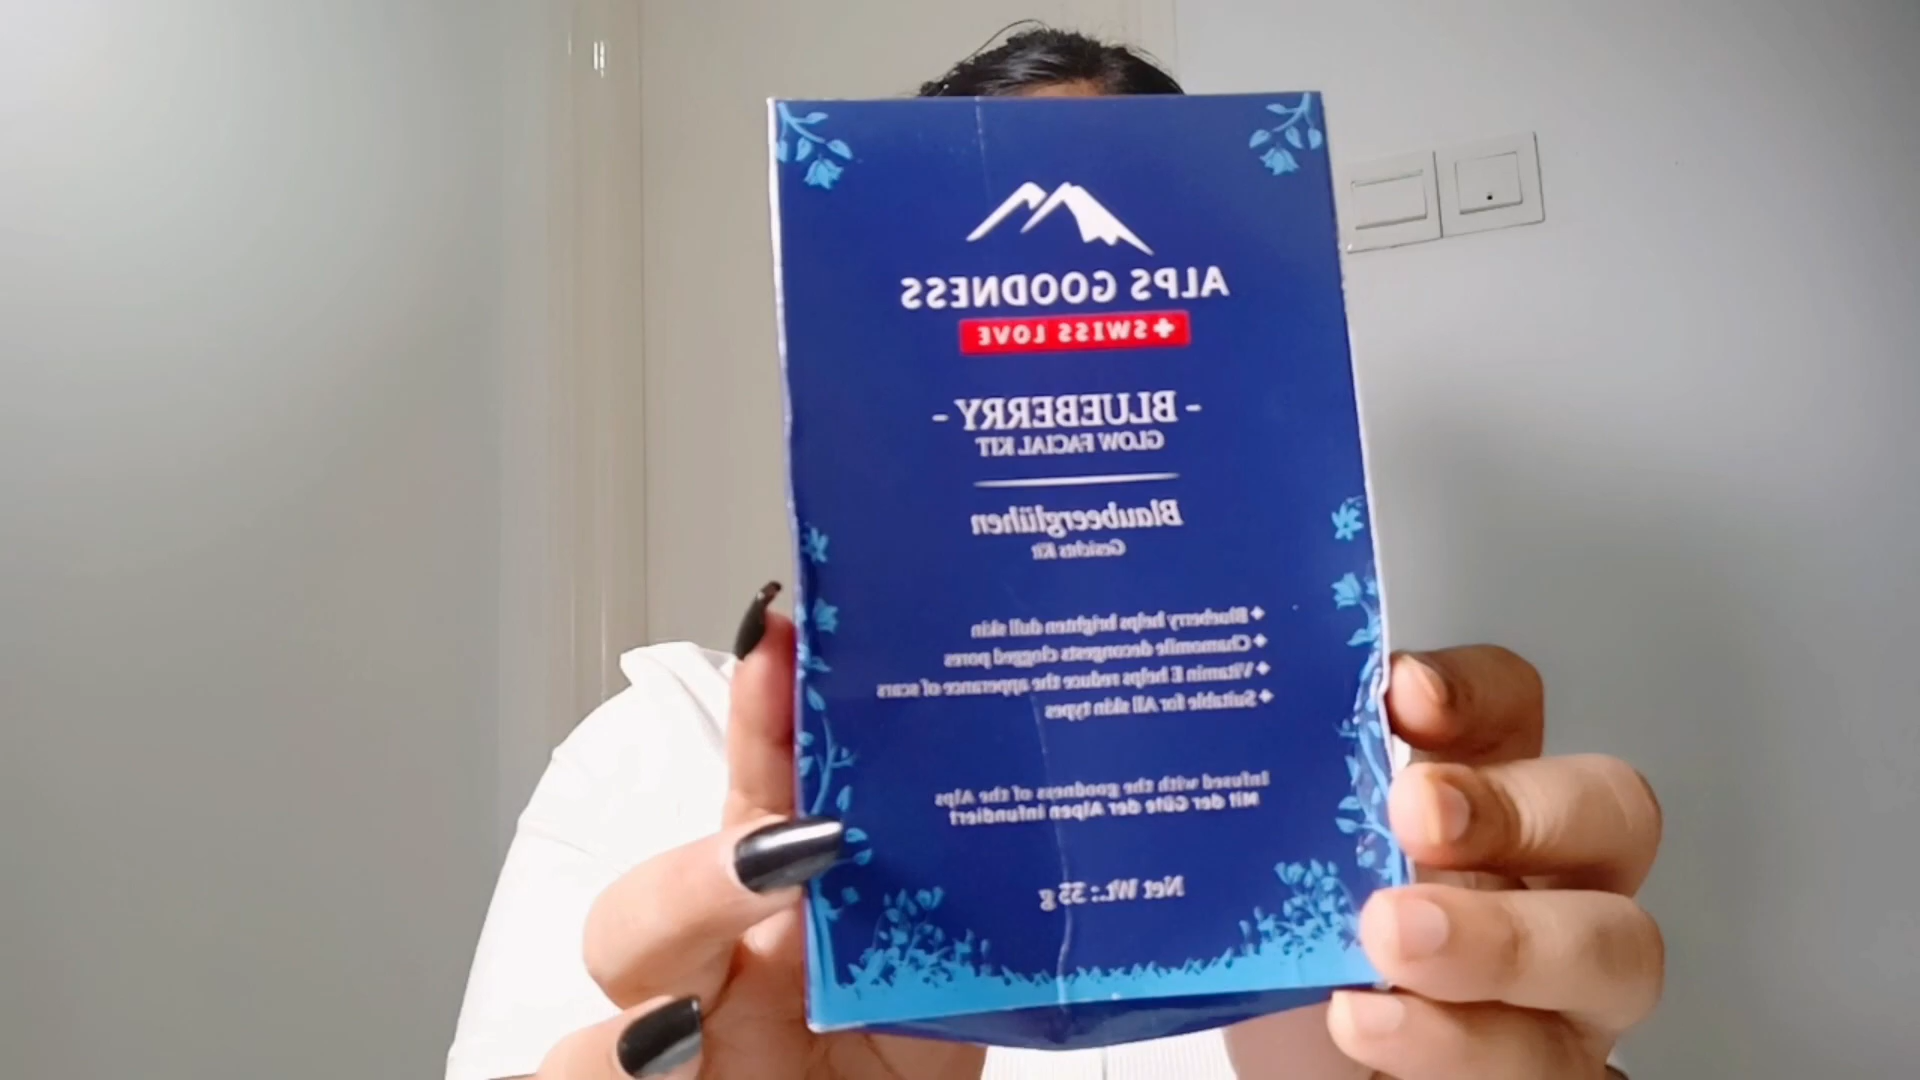 ALPS GOODNESS
SWISS LOVE
- BLUEBERRY -
GLOW FACIAL KIT
Blaubeerglühen
Gesichts Kit
Blueberry helps brighten dull skin
Chamomile decongests clogged pores
Vitamin E helps reduce the apperance of scars
Suitable for All skin types
Infused with the goodness of the Alps
Mit der Güte der Alpen infundiert
Net Wt.: 35 g